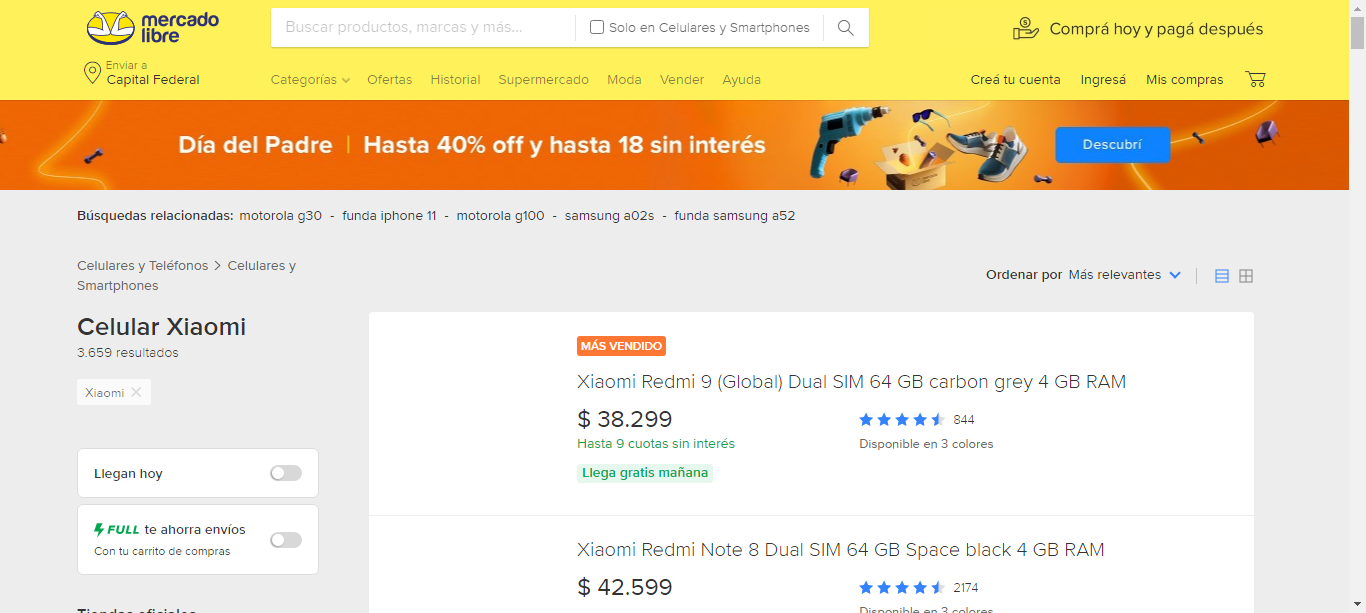 mercado
libre
Buscar productos, marcas y más...
Solo en Celulares y Smartphones
Comprá hoy y pagá después
Enviar a
Capital Federal
Categorías
Ofertas
Historial
Supermercado
Moda
Vender
Ayuda
Creá tu cuenta
Ingresá
Mis compras
Día del Padre | Hasta 40% off y hasta 18 sin interés
Descubrí
Búsquedas relacionadas: motorola g30 - funda iphone 11 - motorola g100 - samsung a02s - funda samsung a52
Celulares y Teléfonos > Celulares y
Smartphones
Ordenar por Más relevantes
Celular Xiaomi
3.659 resultados
Xiaomi
Llegan hoy
FULL te ahorra envíos
Con tu carrito de compras
Tiendas oficiales
MÁS VENDIDO
Xiaomi Redmi 9 (Global) Dual SIM 64 GB carbon grey 4 GB RAM
$ 38.299
844
Hasta 9 cuotas sin interés
Disponible en 3 colores
Llega gratis mañana
Xiaomi Redmi Note 8 Dual SIM 64 GB Space black 4 GB RAM
$ 42.599
2174
Disponible en 3 colores